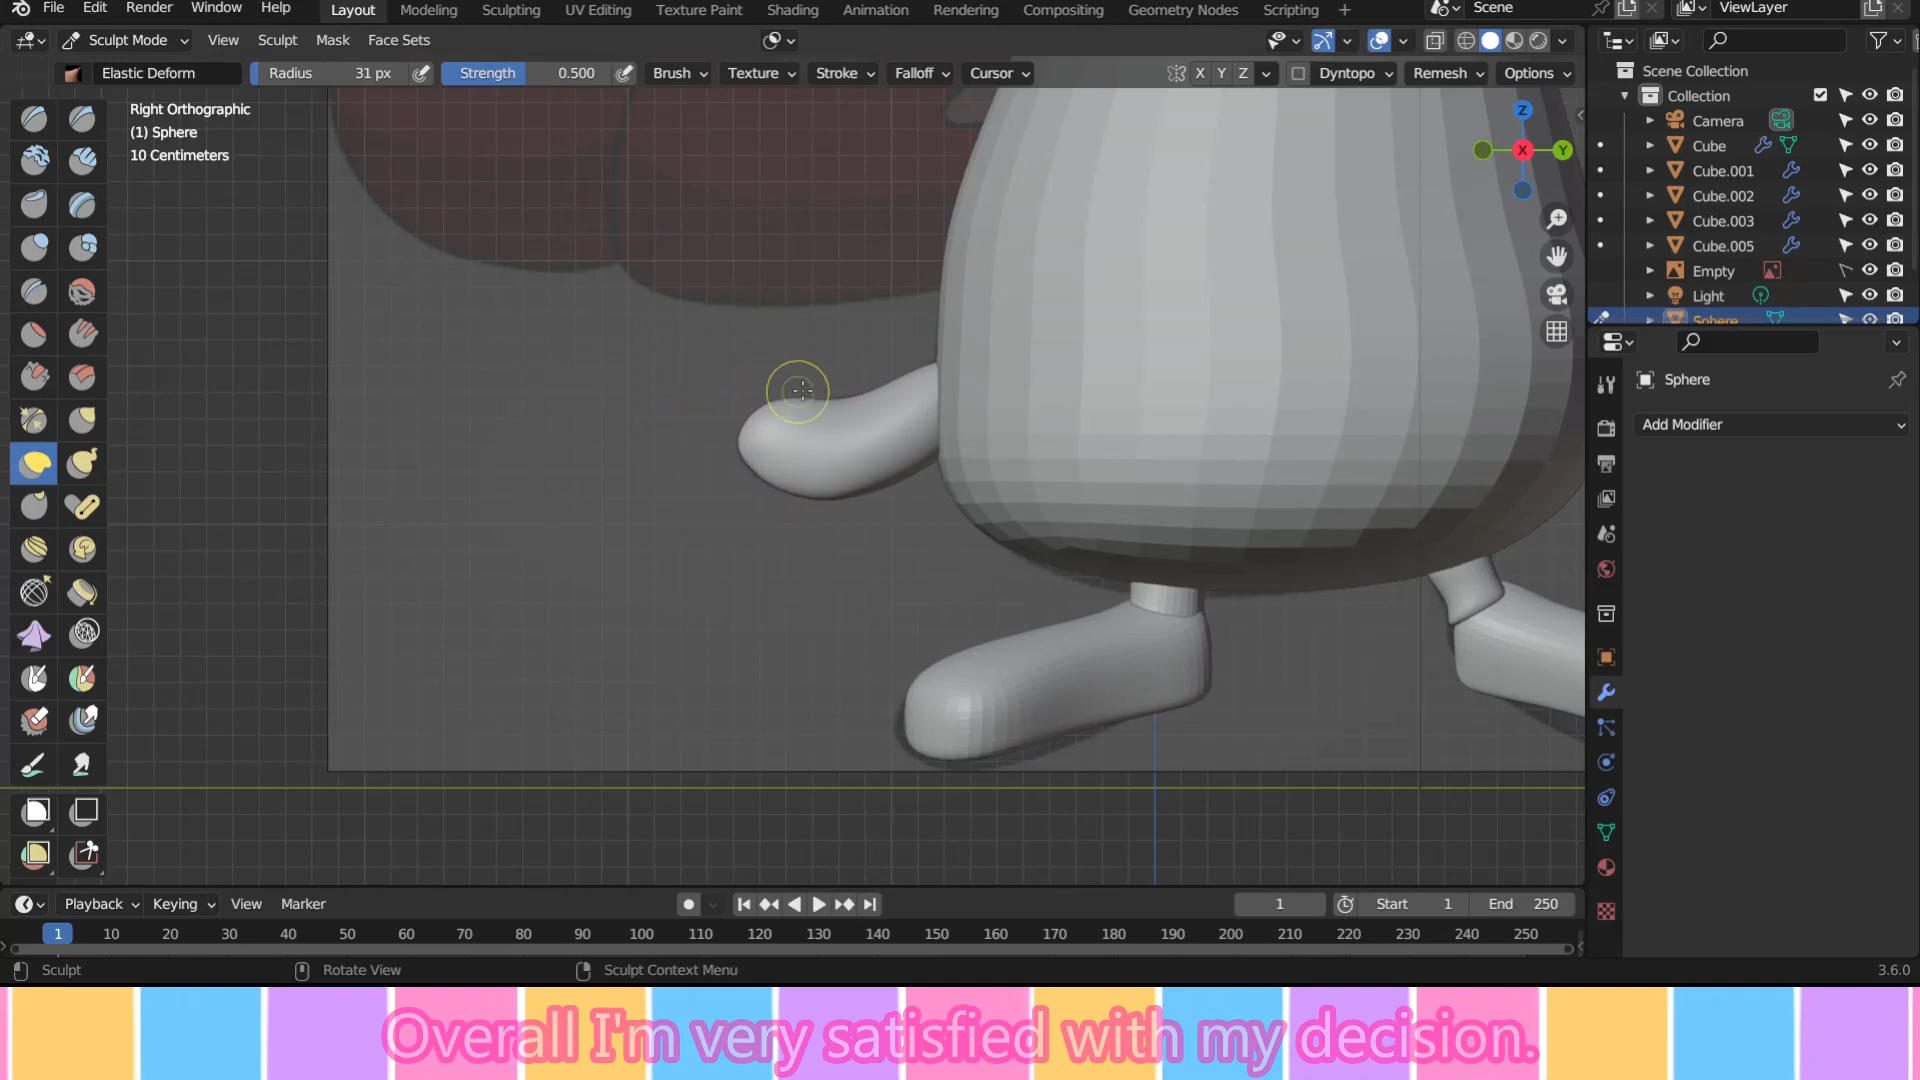 File Edit Render Window Help Layout Modeling Sculpting UV Editing Texture Paint Shading Animation Rendering Compositing Geometry Nodes Scripting + Scene ViewLayer
Sculpt Mode View Sculpt Mask Face Sets
Elastic Deform Radius 31 px Strength 0.500 Brush Texture Stroke Falloff Cursor X Y Z Dyntopo Remesh Options
Right Orthographic
(1) Sphere
10 Centimeters
Z
X
Y
Scene Collection
Collection
Camera
Cube
Cube.001
Cube.002
Cube.003
Cube.005
Empty
Light
Sphere
Sphere
Add Modifier
Playback Keying View Marker 1 Start 1 End 250
1 10 20 30 40 50 60 70 80 90 100 110 120 130 140 150 160 170 180 190 200 210 220 230 240 250
Sculpt Rotate View Sculpt Context Menu 3.6.0
Overall I'm very satisfied with my decision.